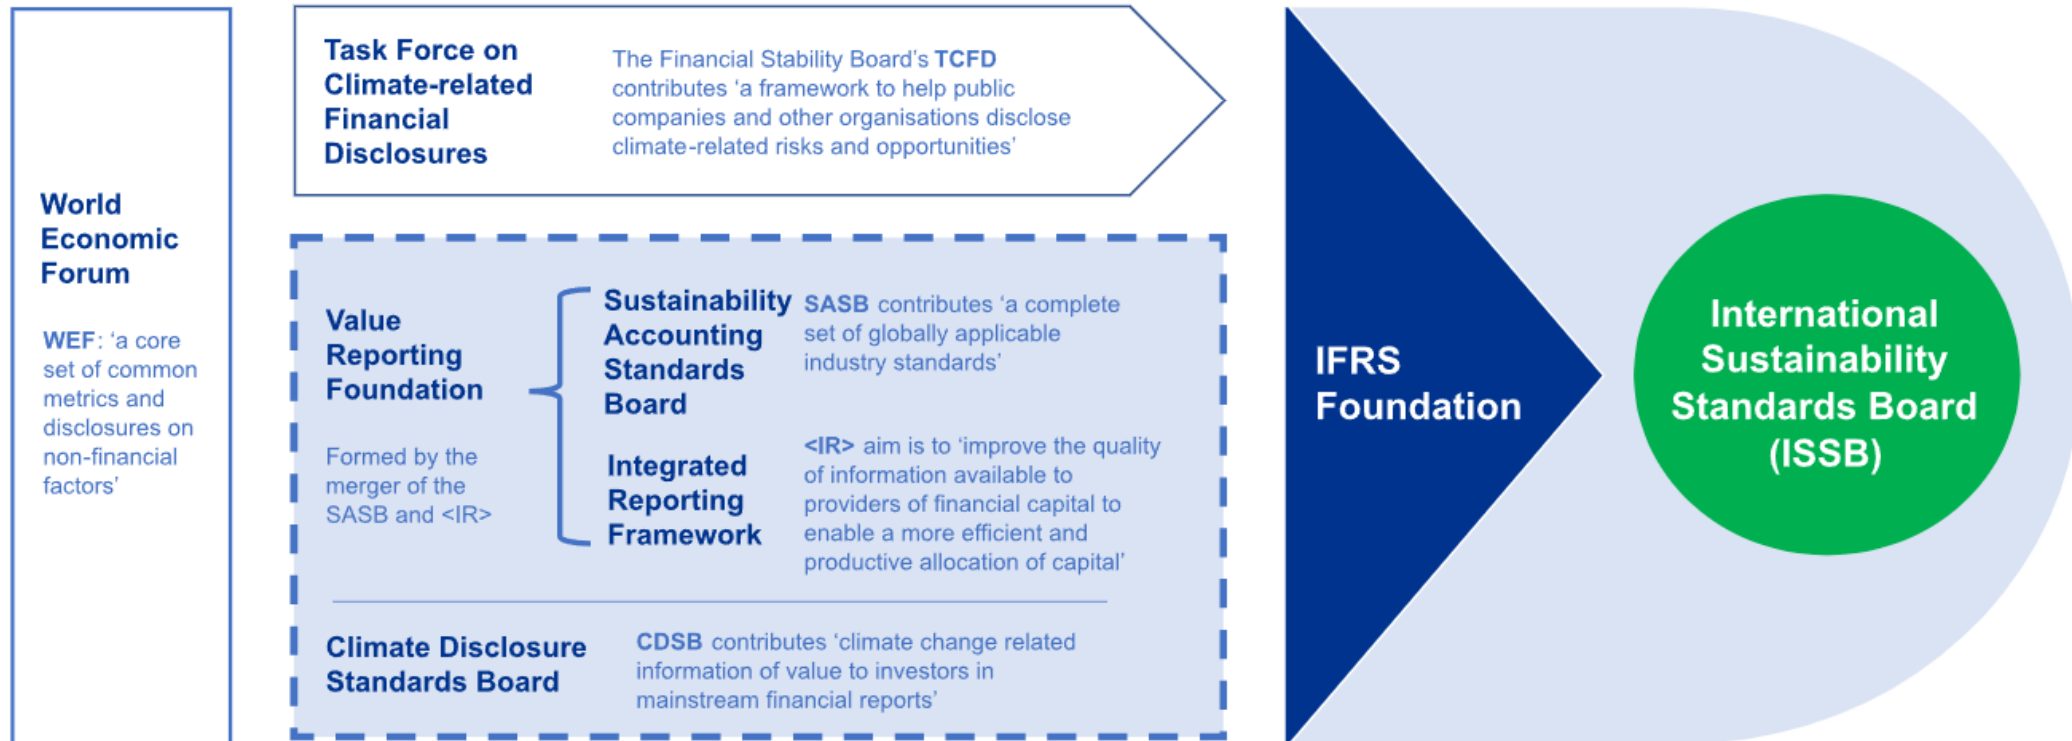 World
Economic
Forum
WEF: ‘a core
set of common
metrics and
disclosures on
non-financial
factors’
Task Force on
Climate-related
Financial
Disclosures
The Financial Stability Board’s TCFD
contributes ‘a framework to help public
companies and other organisations disclose
climate-related risks and opportunities’
Value
Reporting
Foundation
Formed by the
merger of the
SASB and <IR>
Sustainability
Accounting
Standards
Board
SASB contributes ‘a complete
set of globally applicable
industry standards’
Integrated
Reporting
Framework
<IR> aim is to ‘improve the quality
of information available to
providers of financial capital to
enable a more efficient and
productive allocation of capital’
Climate Disclosure
Standards Board
CDSB contributes ‘climate change related
information of value to investors in
mainstream financial reports’
IFRS
Foundation
International
Sustainability
Standards Board
(ISSB)